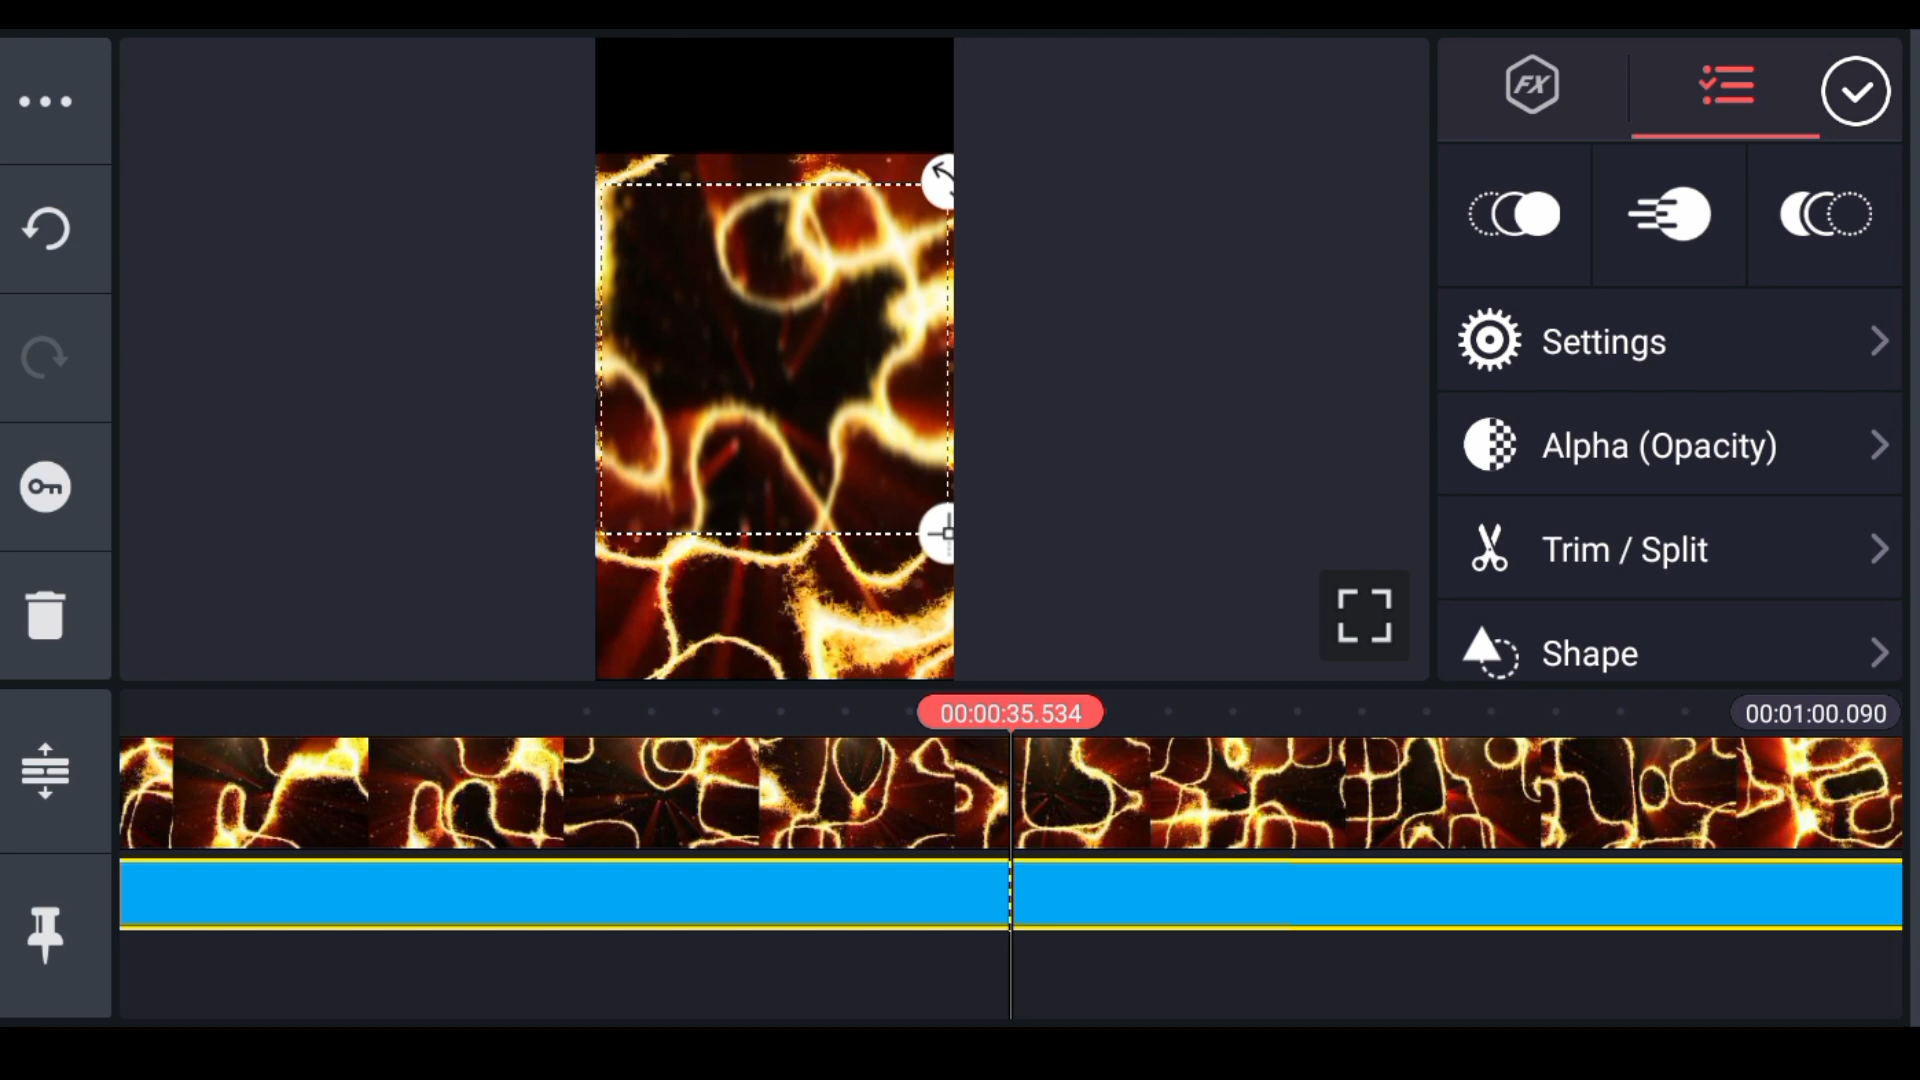 FX
Settings
Alpha (Opacity)
Trim / Split
Shape
00:00:35.534
00:01:00.090